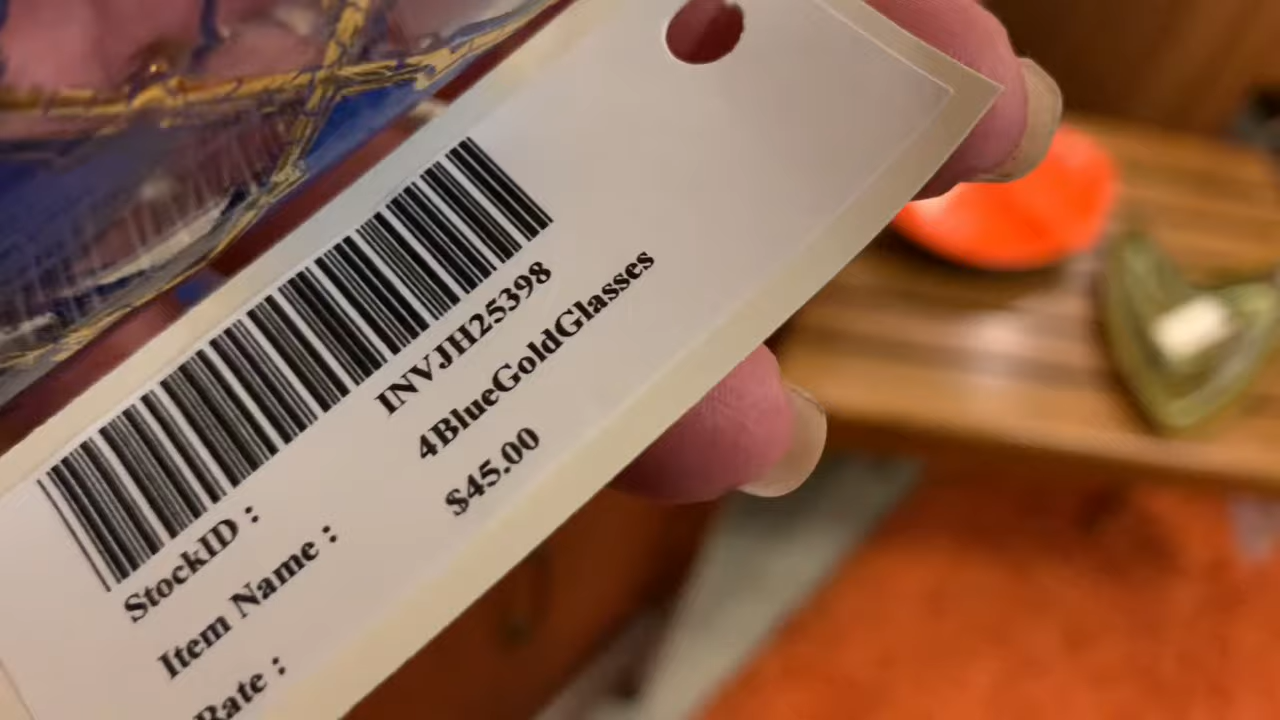 StockID : INVJH25398
Item Name : 4BlueGoldGlasses
Rate : $45.00